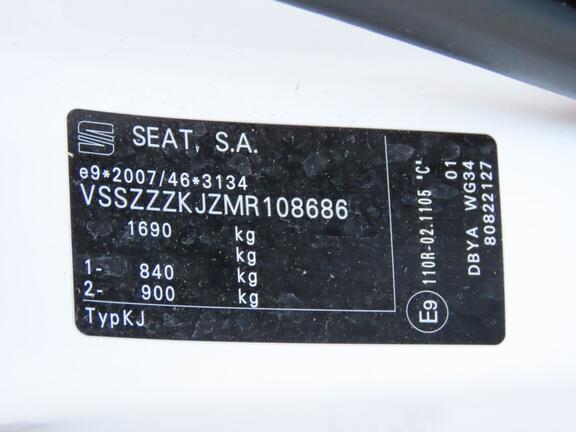 SEAT, S.A.
e9*2007/46*3134
VSSZZZKJZMR108686
1690 kg
kg
1- 840 kg
2- 900 kg
TypKJ
E9 110R-02.1105 "C"
01
DBYA WG34
80822127